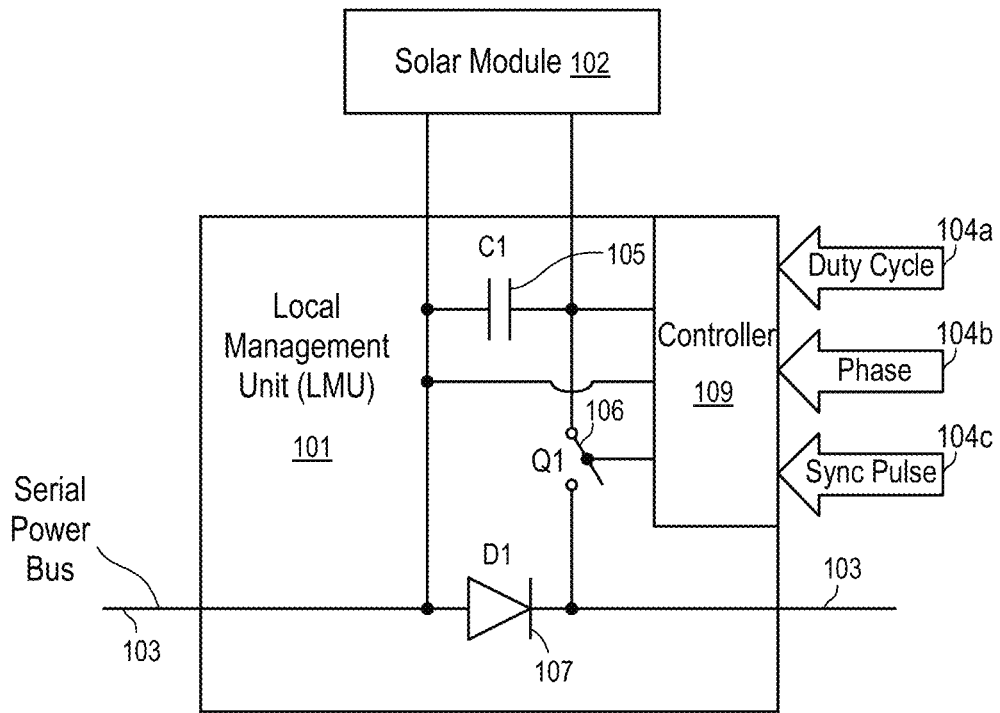 Solar Module 102
C1
105
104a
Duty Cycle
Local
Management
Unit (LMU)
101
Controller
109
104b
Phase
106
Q1
104c
Sync Pulse
Serial
Power
Bus
D1
103
103
107